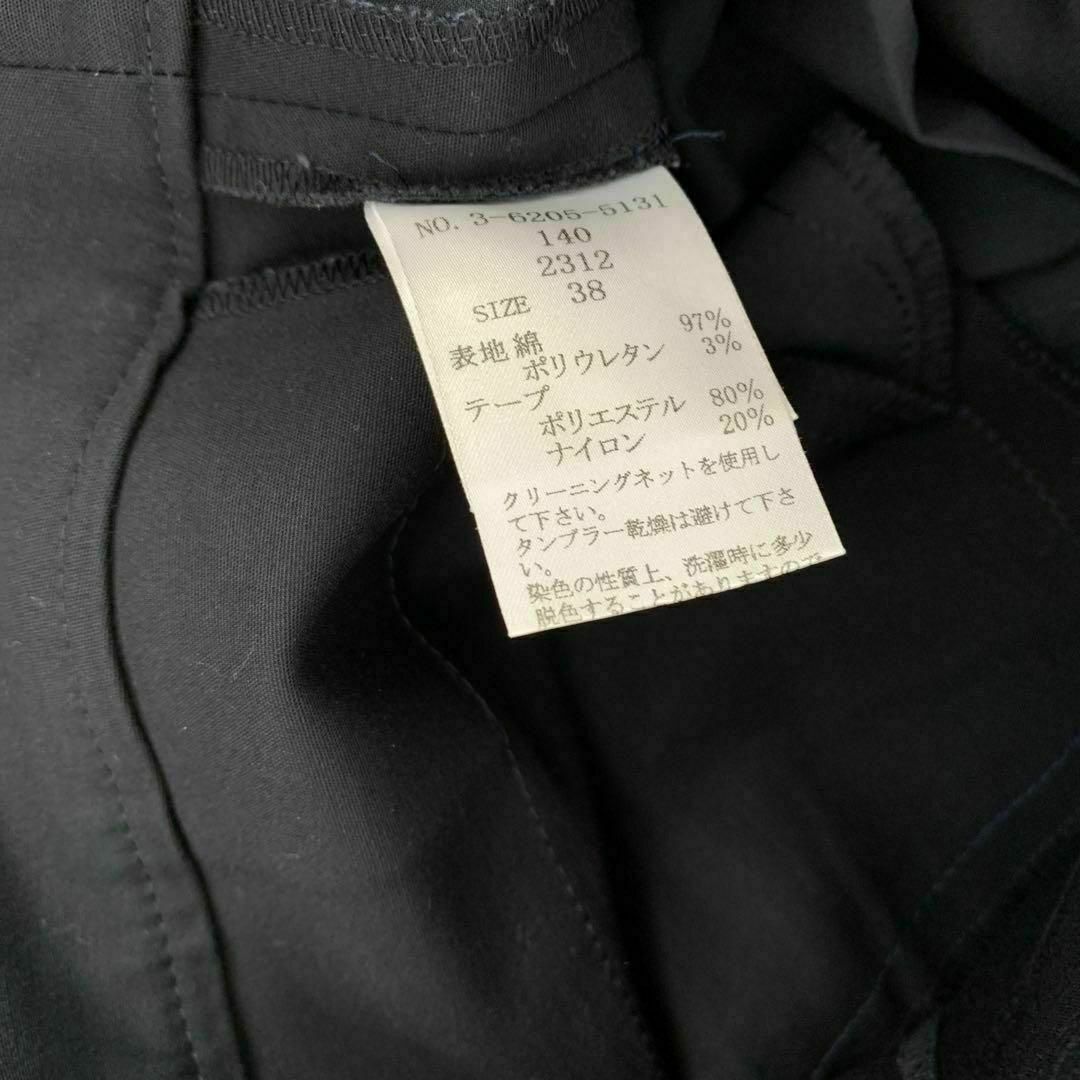 NO. 3-6205-5131
140
2312
SIZE 38
表地 綿 97%
ポリウレタン 3%
テープ
ポリエステル 80%
ナイロン 20%
クリーニングネットを使用し
て下さい。
タンブラー乾燥は避けて下さ
い。
染色の性質上、洗濯時に多少
脱色することがありますので